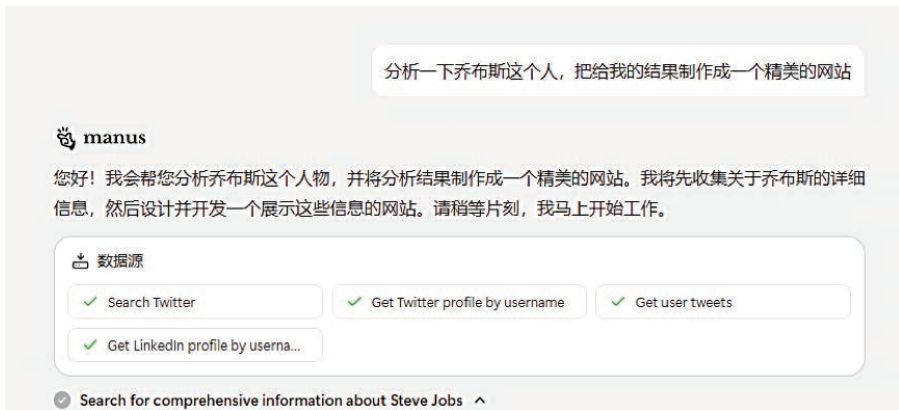 分析一下乔布斯这个人，把给我的结果制作成一个精美的网站
manus
您好！我会帮您分析乔布斯这个人物，并将分析结果制作成一个精美的网站。我将先收集关于乔布斯的详细
信息，然后设计并开发一个展示这些信息的网站。请稍等片刻，我马上开始工作。
数据源
Search Twitter
Get Twitter profile by username
Get user tweets
Get LinkedIn profile by userna...
Search for comprehensive information about Steve Jobs